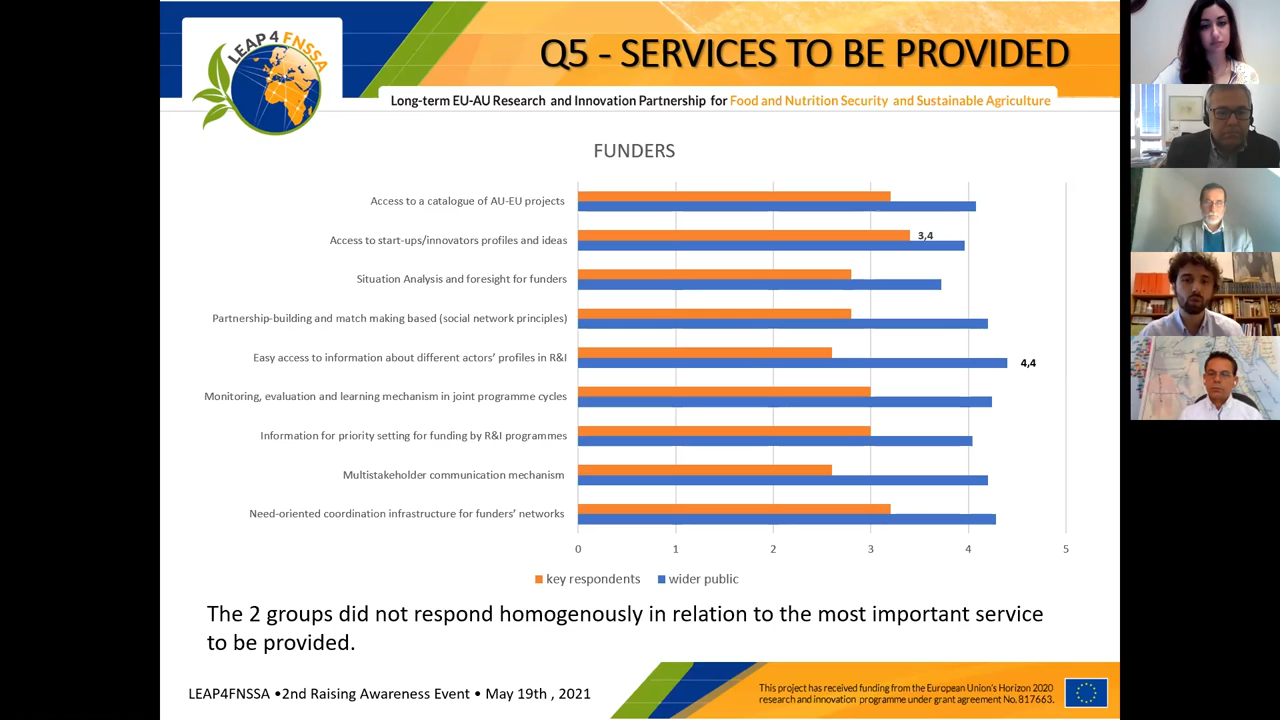 LEAP 4 FNSSA
Q5 - SERVICES TO BE PROVIDED
Long-term EU-AU Research and Innovation Partnership for Food and Nutrition Security and Sustainable Agriculture
FUNDERS
Access to a catalogue of AU-EU projects
Access to start-ups/innovators profiles and ideas
3,4
Situation Analysis and foresight for funders
Partnership-building and match making based (social network principles)
Easy access to information about different actors’ profiles in R&I
4,4
Monitoring, evaluation and learning mechanism in joint programme cycles
Information for priority setting for funding by R&I programmes
Multistakeholder communication mechanism
Need-oriented coordination infrastructure for funders’ networks
0 1 2 3 4 5
key respondents wider public
The 2 groups did not respond homogenously in relation to the most important service
to be provided.
LEAP4FNSSA •2nd Raising Awareness Event • May 19th , 2021
This project has received funding from the European Union's Horizon 2020
research and innovation programme under grant agreement No. 817663.